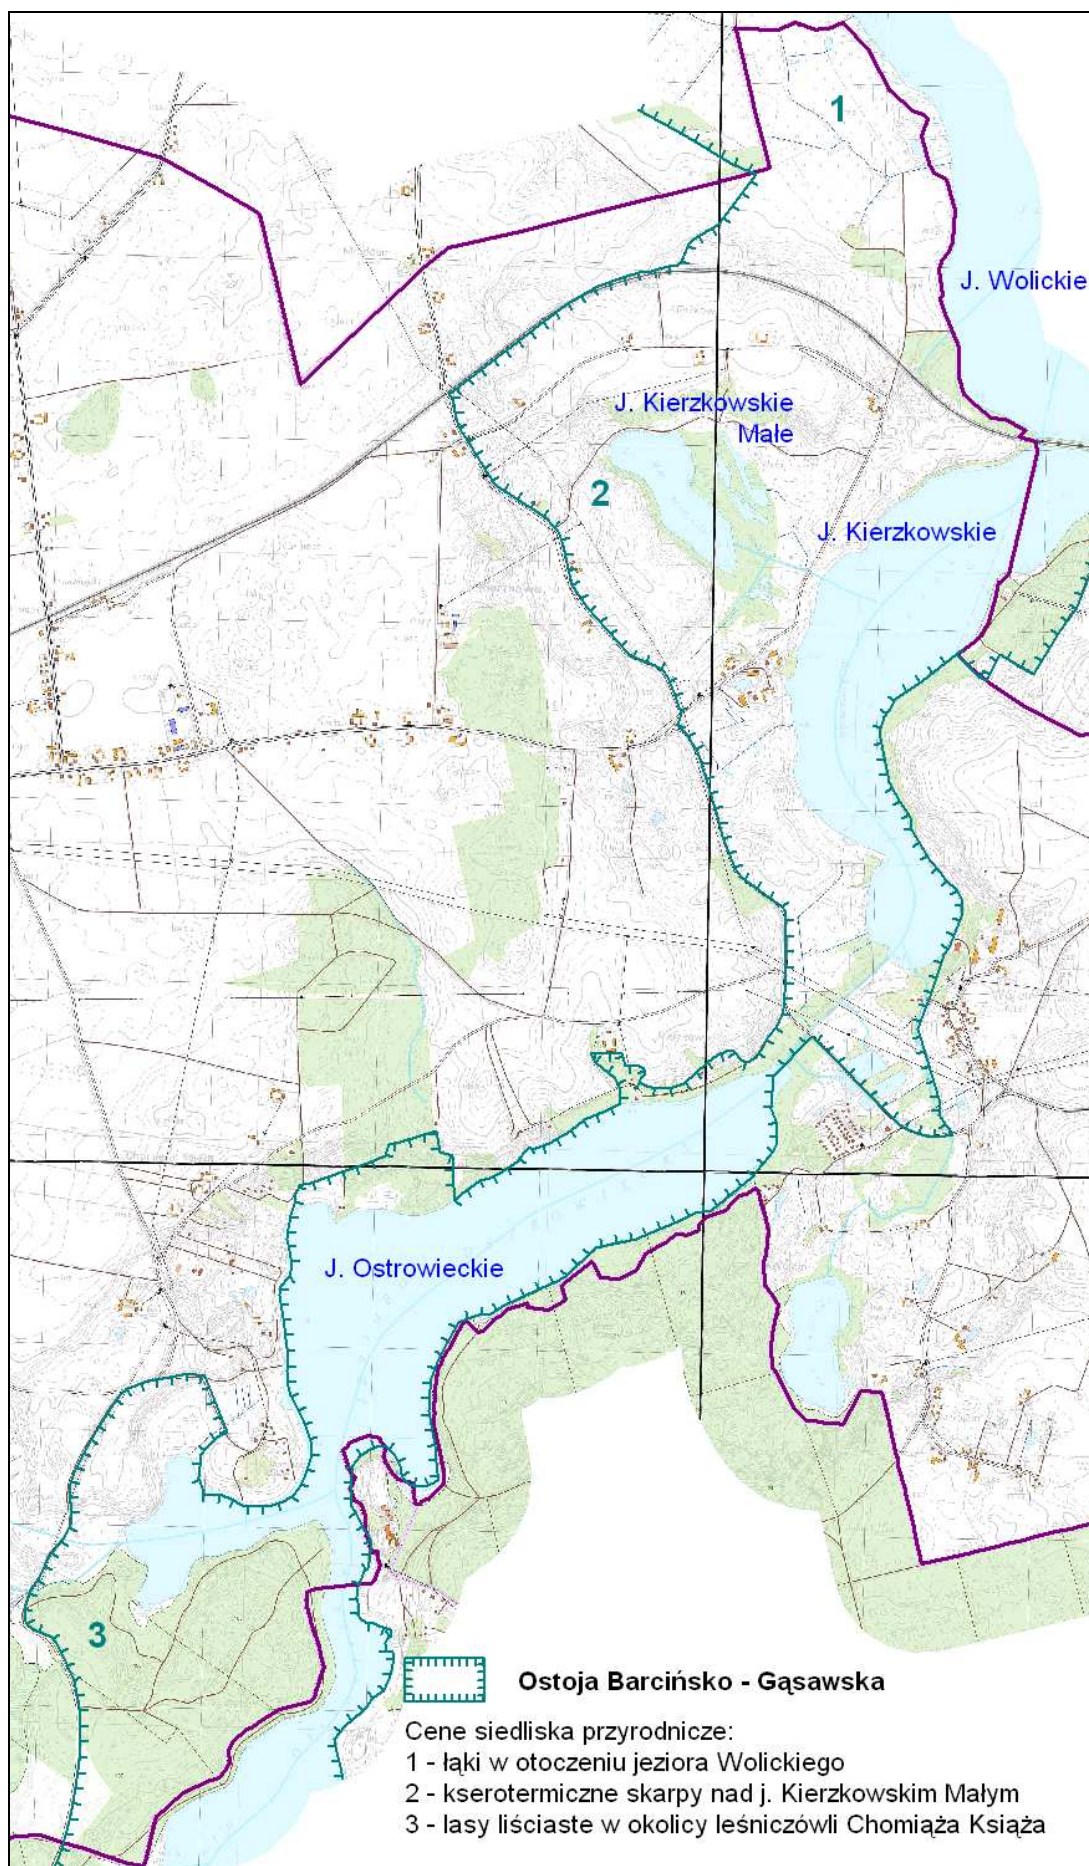 1
J. Wolickie
J. Kierzkowskie
Małe
2
J. Kierzkowskie
J. Ostrowieckie
3
Ostoja Barcińsko - Gąsawska
Cene siedliska przyrodnicze:
1 - łąki w otoczeniu jeziora Wolickiego
2 - kserotermiczne skarpy nad j. Kierzkowskim Małym
3 - lasy liściaste w okolicy leśniczówli Chomiąża Księża